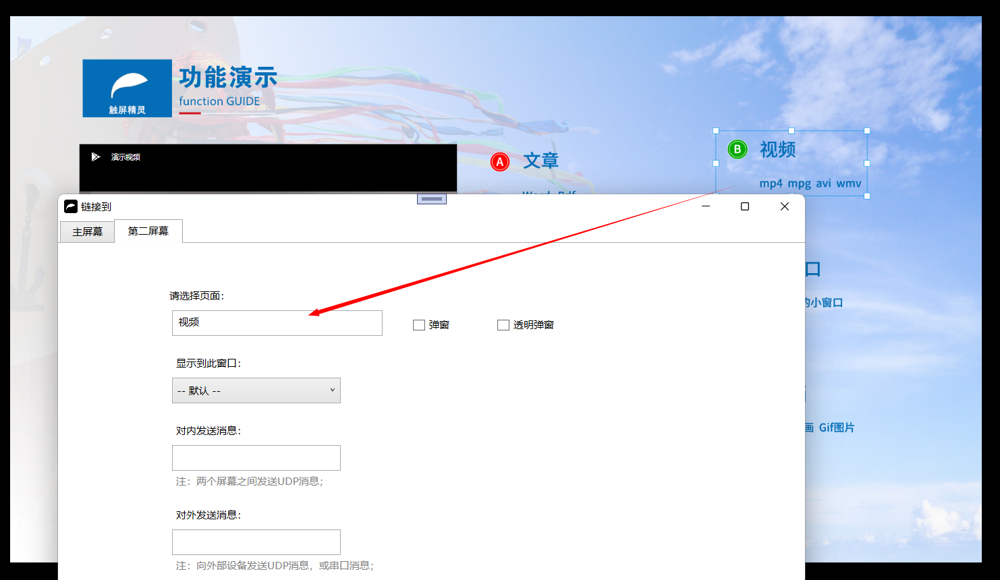 功能演示
function GUIDE
触屏精灵
演示视频
A 文章
B 视频
mp4 mpg avi wmv
链接到
主屏幕 第二屏幕
口
请选择页面：
的小窗口
视频
弹窗 透明弹窗
显示到此窗口：
-- 默认 --
对内发送消息：
画 Gif图片
注：两个屏幕之间发送UDP消息；
对外发送消息：
注：向外部设备发送UDP消息，或串口消息；